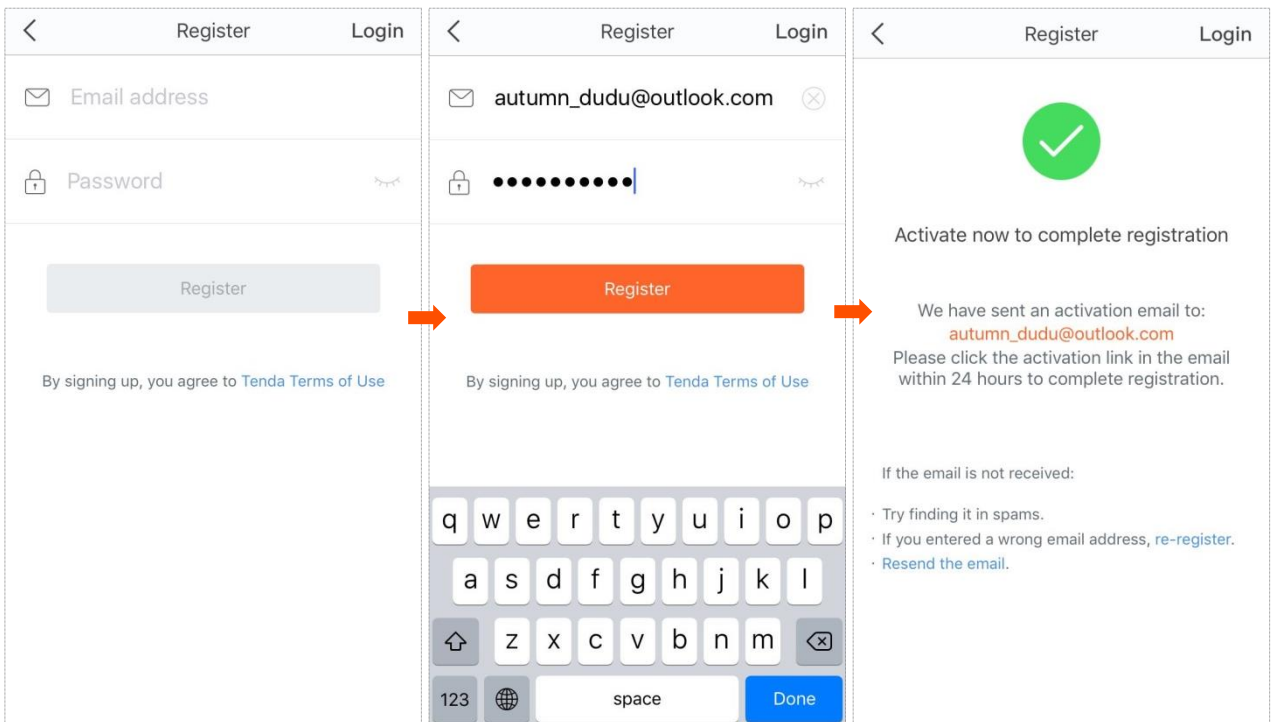 Register Login
Email address
Password
Register
By signing up, you agree to Tenda Terms of Use
Register Login
autumn_dudu@outlook.com
••••••••••
Register
By signing up, you agree to Tenda Terms of Use
q w e r t y u i o p
a s d f g h j k l
z x c v b n m
123 space Done
Register Login
Activate now to complete registration
We have sent an activation email to:
autumn_dudu@outlook.com
Please click the activation link in the email
within 24 hours to complete registration.
If the email is not received:
· Try finding it in spams.
· If you entered a wrong email address, re-register.
· Resend the email.